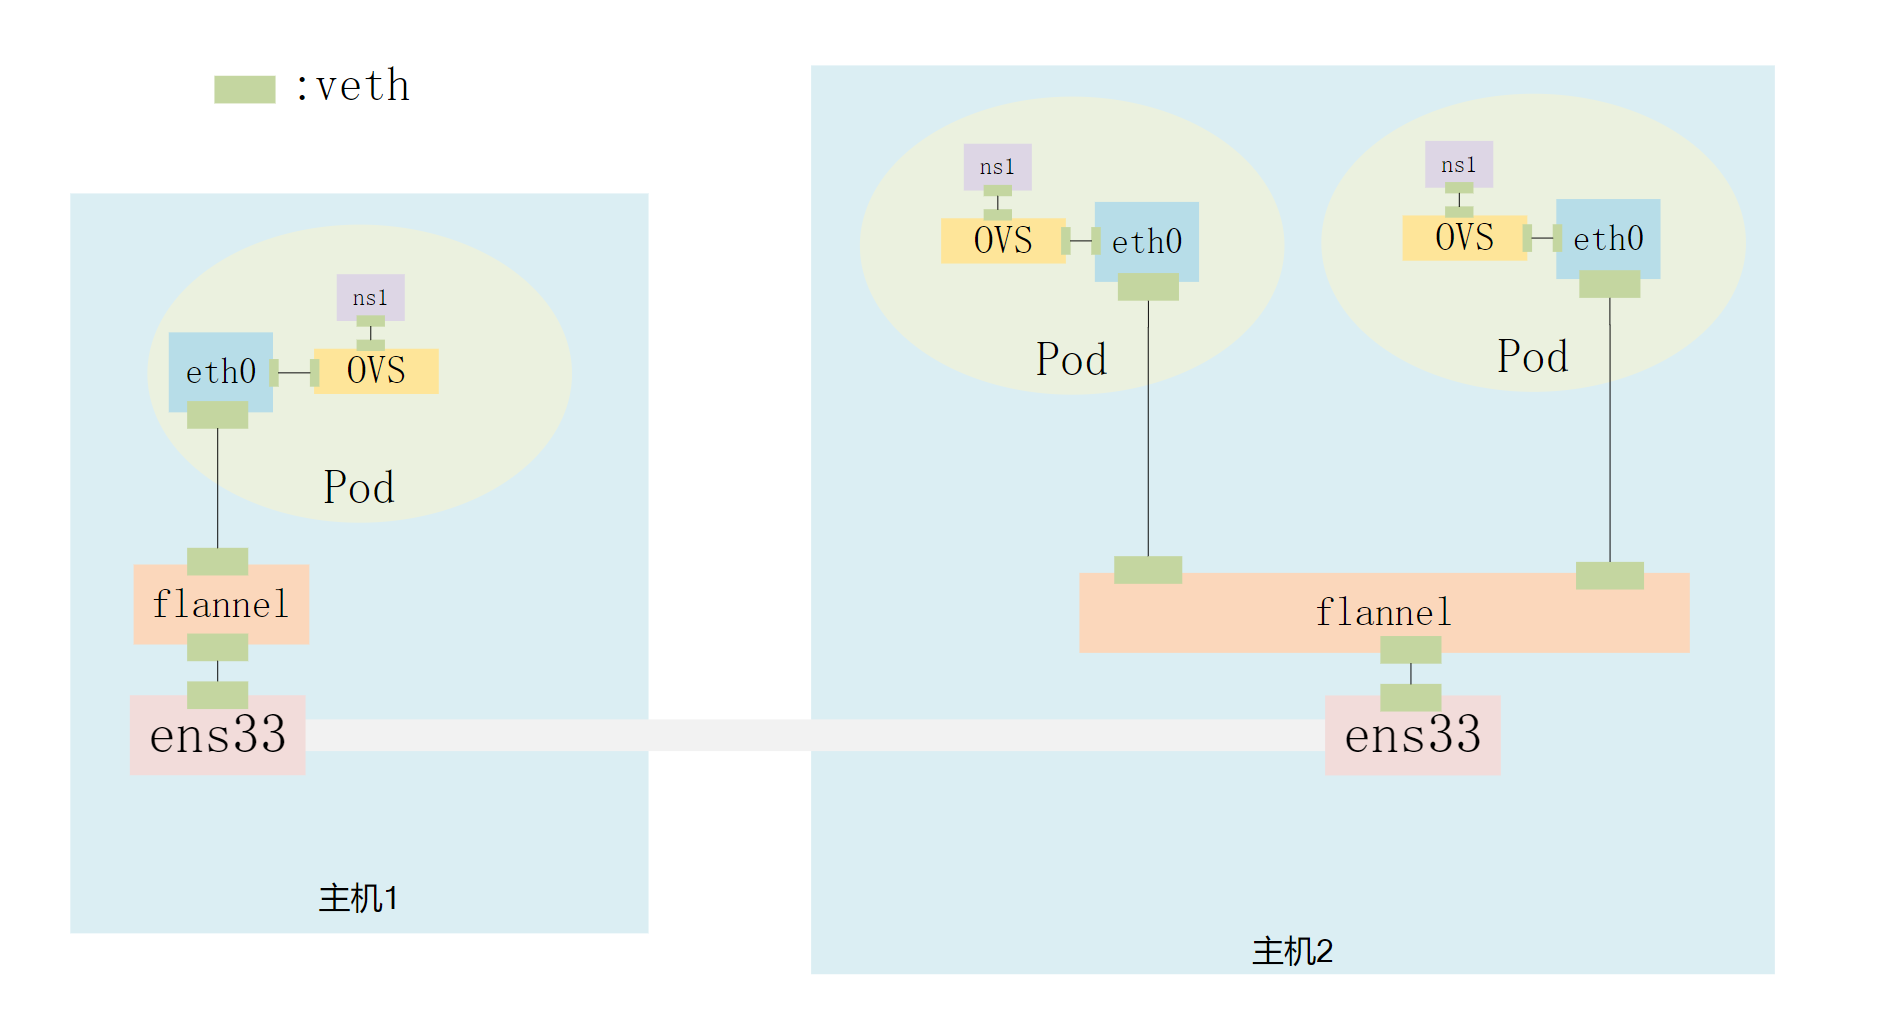 :veth
ns1
eth0
OVS
Pod
flannel
ens33
主机1
ns1
OVS
eth0
Pod
ns1
OVS
eth0
Pod
flannel
ens33
主机2